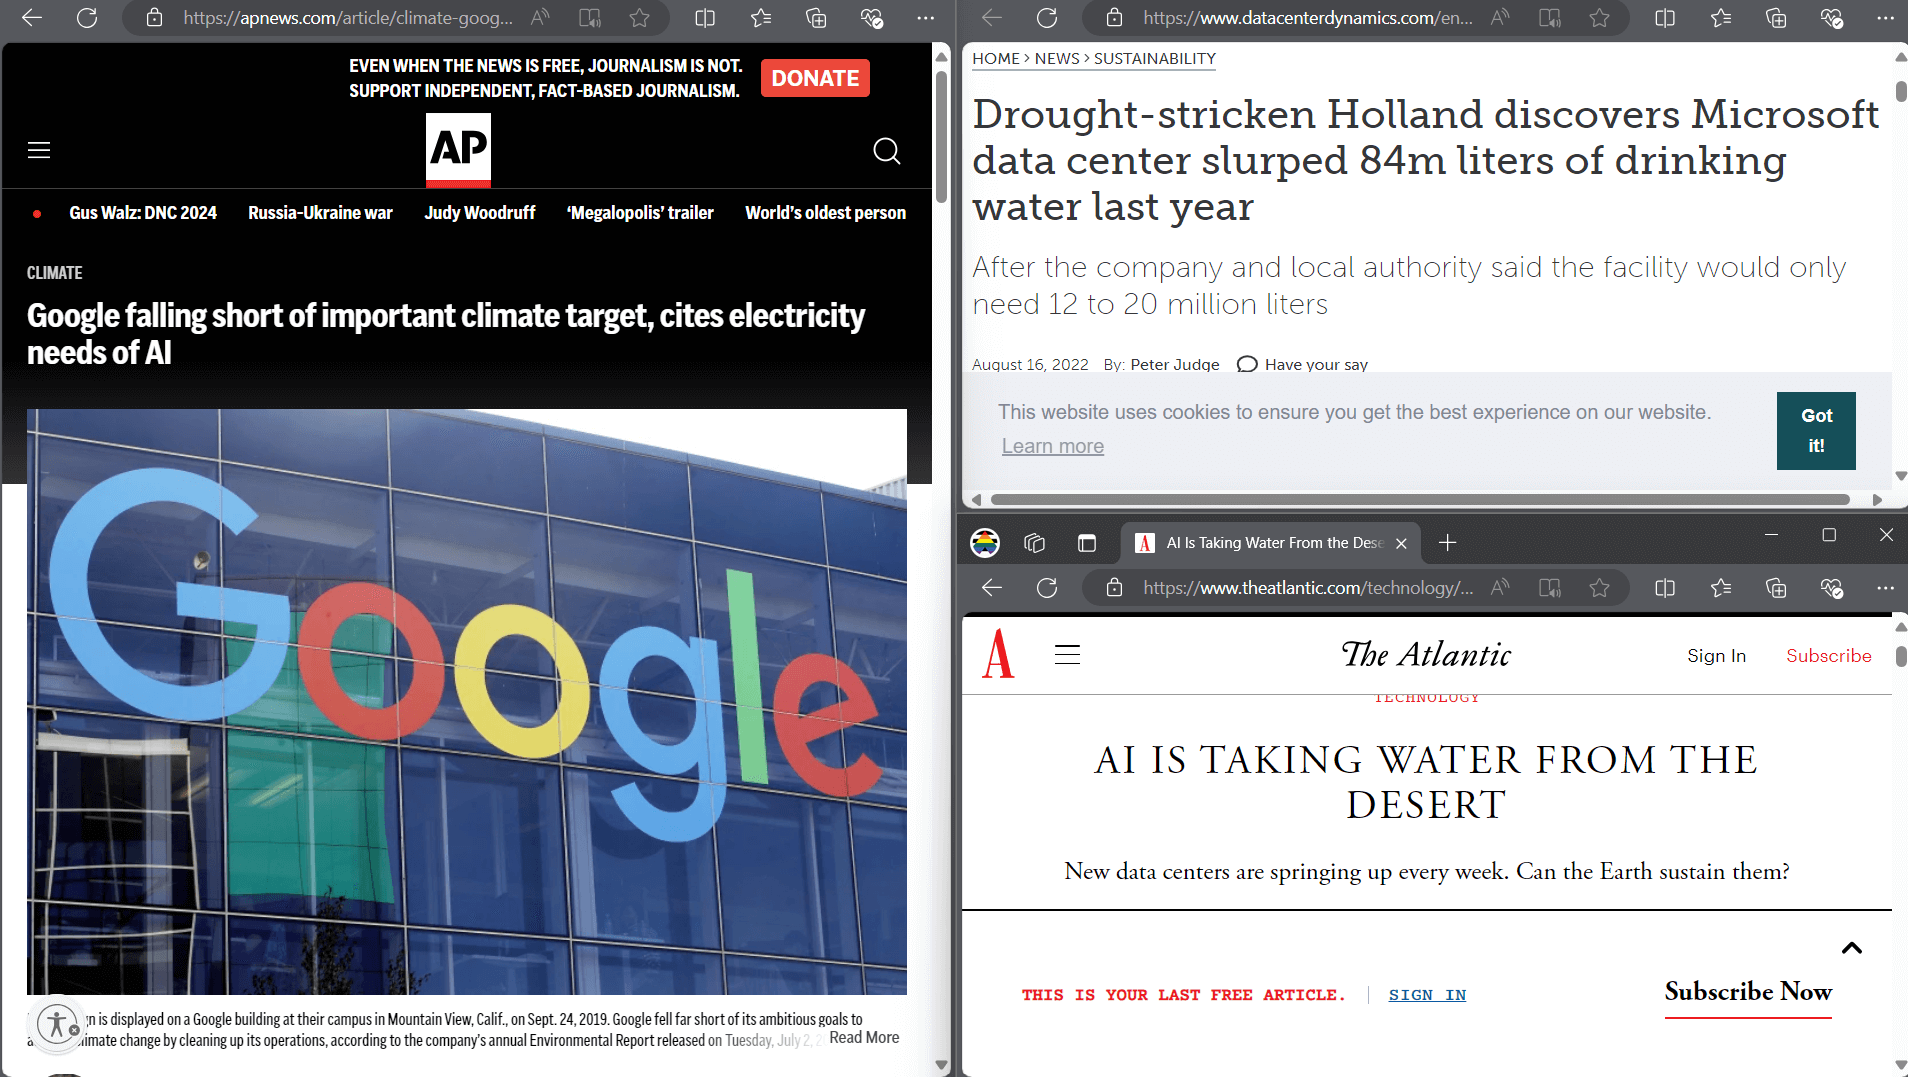 https://apnews.com/article/climate-goog...
EVEN WHEN THE NEWS IS FREE, JOURNALISM IS NOT.
SUPPORT INDEPENDENT, FACT-BASED JOURNALISM.
DONATE
AP
Gus Walz: DNC 2024
Russia-Ukraine war
Judy Woodruff
‘Megalopolis’ trailer
World’s oldest person
CLIMATE
Google falling short of important climate target, cites electricity
needs of AI
Google
is displayed on a Google building at their campus in Mountain View, Calif., on Sept. 24, 2019. Google fell far short of its ambitious goals to
climate change by cleaning up its operations, according to the company’s annual Environmental Report released on Tuesday, July 2,
Read More
https://www.datacenterdynamics.com/en...
HOME > NEWS > SUSTAINABILITY
Drought-stricken Holland discovers Microsoft
data center slurped 84m liters of drinking
water last year
After the company and local authority said the facility would only
need 12 to 20 million liters
August 16, 2022 By: Peter Judge Have your say
This website uses cookies to ensure you get the best experience on our website.
Learn more
Got
it!
AI Is Taking Water From the Dese
https://www.theatlantic.com/technology/...
A
The Atlantic
Sign In
Subscribe
TECHNOLOGY
AI IS TAKING WATER FROM THE
DESERT
New data centers are springing up every week. Can the Earth sustain them?
THIS IS YOUR LAST FREE ARTICLE.
SIGN IN
Subscribe Now